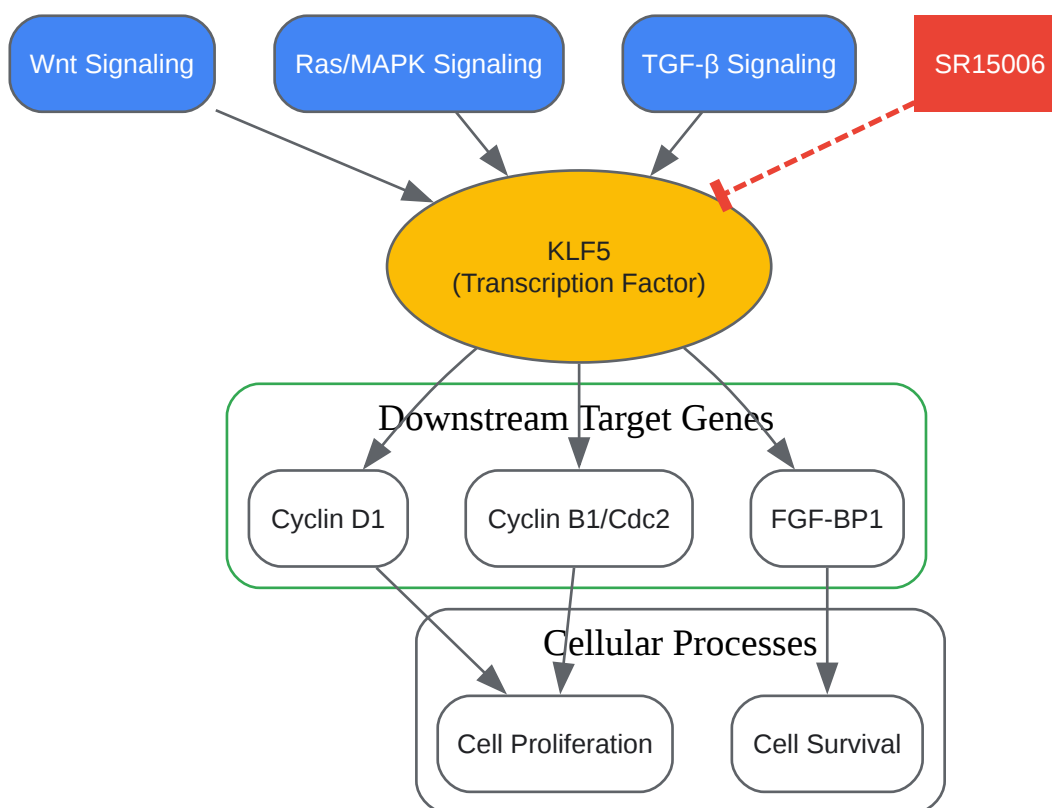 Wnt Signaling
Ras/MAPK Signaling
TGF-β Signaling
SR15006
KLF5
(Transcription Factor)
Downstream Target Genes
Cyclin D1
Cyclin B1/Cdc2
FGF-BP1
Cellular Processes
Cell Proliferation
Cell Survival